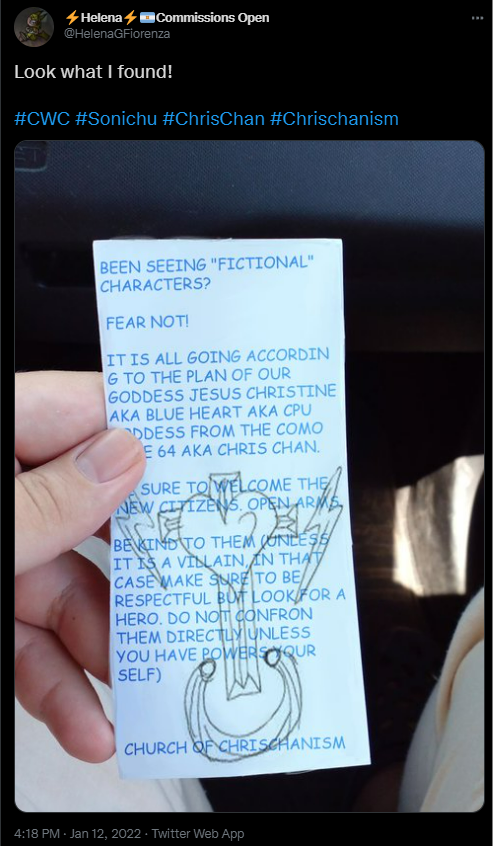 ⚡Helena⚡🇦🇷Commissions Open
@HelenaGFiorenza
Look what I found!
#CWC #Sonichu #ChrisChan #Chrischanism
BEEN SEEING "FICTIONAL"
CHARACTERS?
FEAR NOT!
IT IS ALL GOING ACCORDIN
G TO THE PLAN OF OUR
GODDESS JESUS CHRISTINE
AKA BLUE HEART AKA CPU
DDESS FROM THE COMO
E 64 AKA CHRIS CHAN.
SURE TO WELCOME THE
NEW CITIZENS. OPEN ARMS.
BE KIND TO THEM (UNLESS
IT IS A VILLAIN, IN THAT
CASE MAKE SURE TO BE
RESPECTFUL BUT LOOK FOR A
HERO. DO NOT CONFRON
THEM DIRECTLY UNLESS
YOU HAVE POWERS YOUR
SELF)
CHURCH OF CHRISCHANISM
4:18 PM · Jan 12, 2022 · Twitter Web App